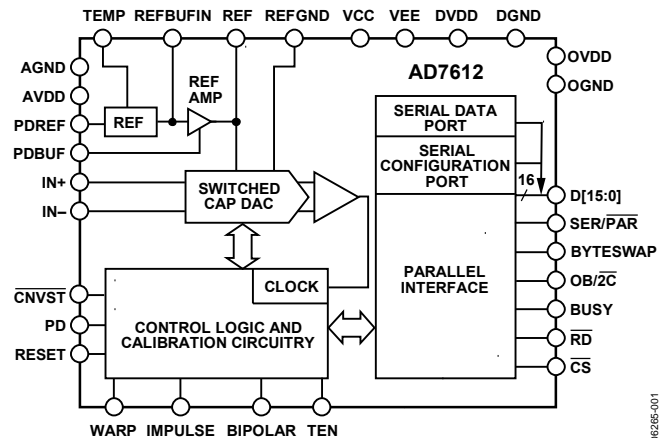 TEMP REFBUFIN REF REFGND VCC VEE DVDD DGND
OVDD
OGND
AGND
AVDD
PDREF
PDBUF
IN+
IN–
REF
REF
AMP
AD7612
SERIAL DATA
PORT
SERIAL
CONFIGURATION
PORT
16
SWITCHED
CAP DAC
D[15:0]
SER/PAR
BYTESWAP
OB/2C
BUSY
RD
CS
PARALLEL
INTERFACE
CLOCK
CONTROL LOGIC AND
CALIBRATION CIRCUITRY
CNVST
PD
RESET
WARP IMPULSE BIPOLAR TEN